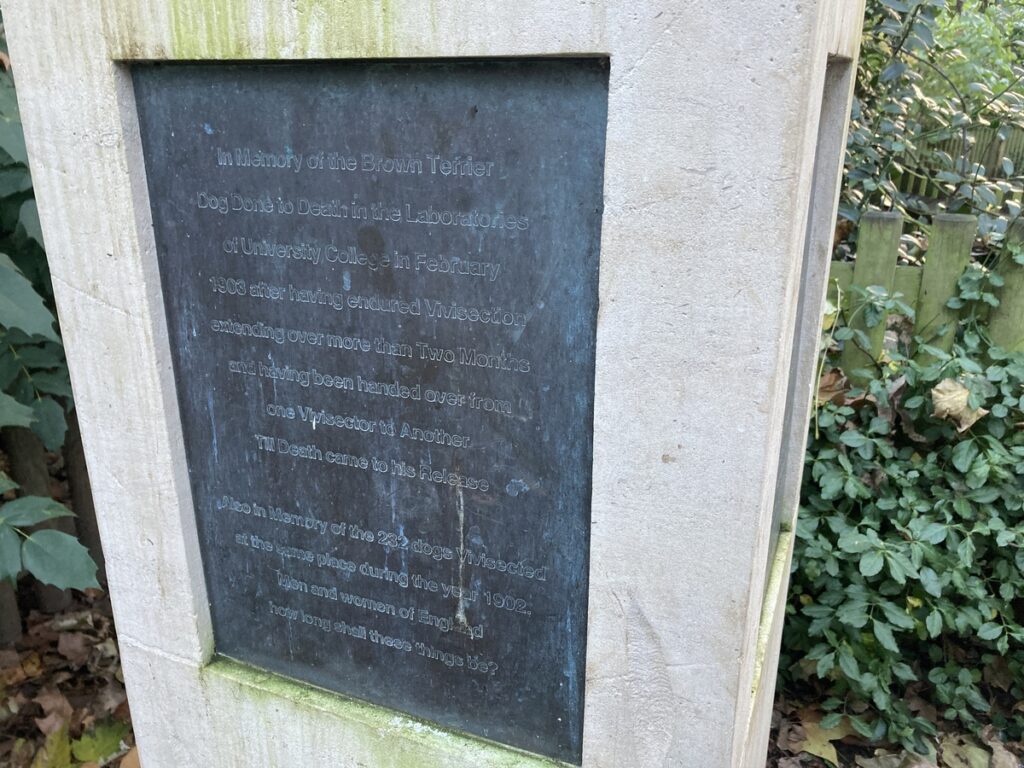 In Memory of the Brown Terrier
Dog Done to Death in the Laboratories
of University College in February
1903 after having endured Vivisection
extending over more than Two Months
and having been handed over from
one Vivisector to Another
Till Death came to his Release
Also in Memory of the 232 dogs Vivisected
at the same place during the year 1902.
Men and women of England
how long shall these things be?